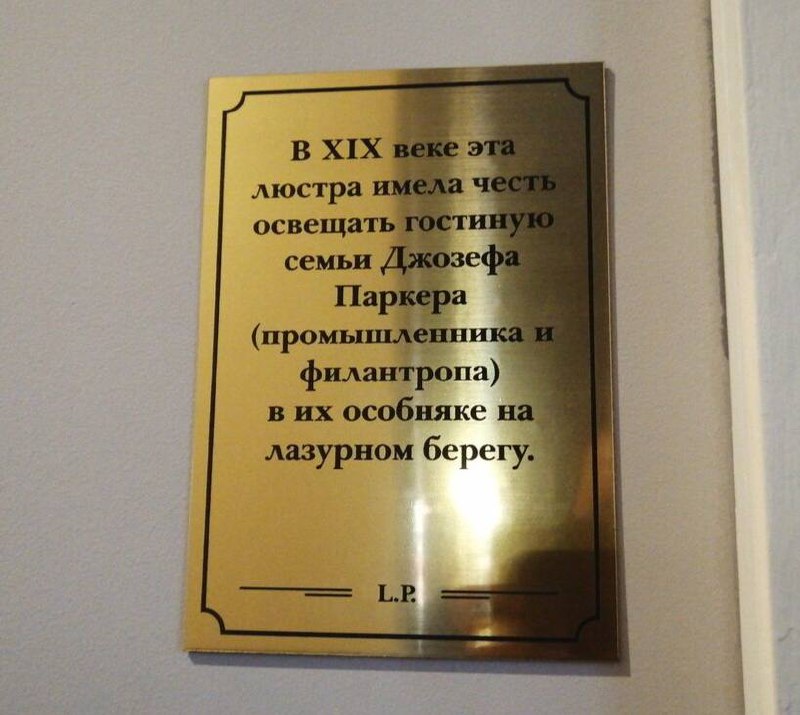 В XIX веке эта
люстра имела честь
освещать гостиную
семьи Джозефа
Паркера
(промышленника и
филантропа)
в их особняке на
лазурном берегу.
L.P.